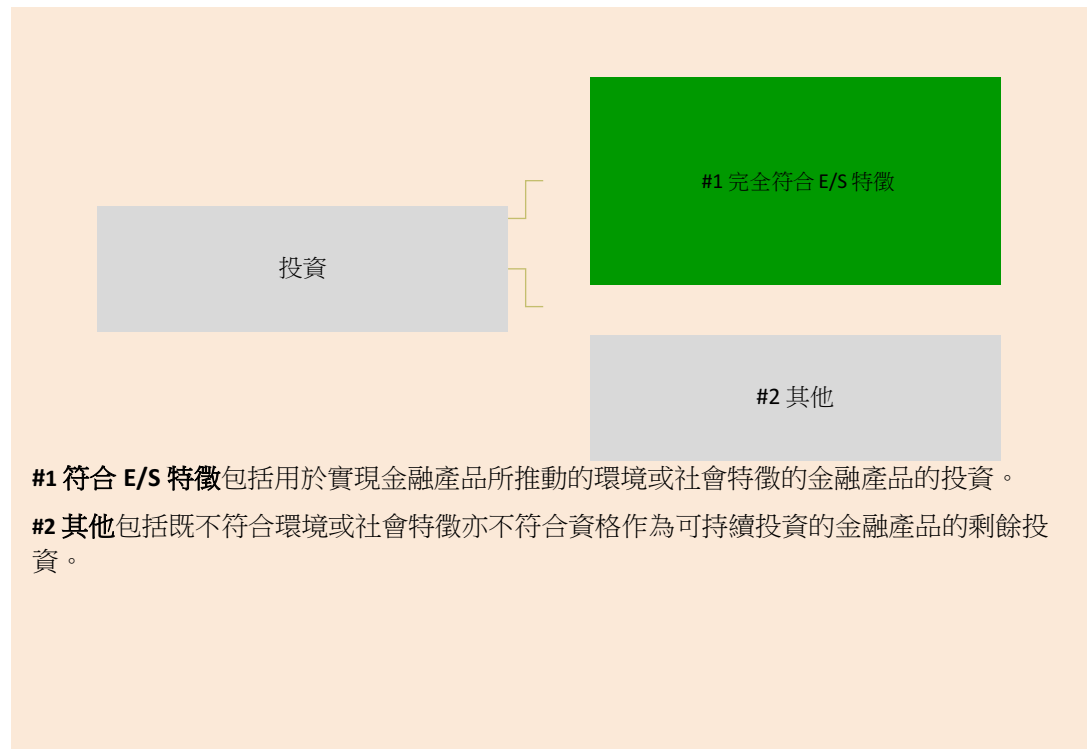 #1 完全符合 E/S 特徵
投資
#2 其他
#1 符合 E/S 特徵包括用於實現金融產品所推動的環境或社會特徵的金融產品的投資。
#2 其他包括既不符合環境或社會特徵亦不符合資格作為可持續投資的金融產品的剩餘投
資。